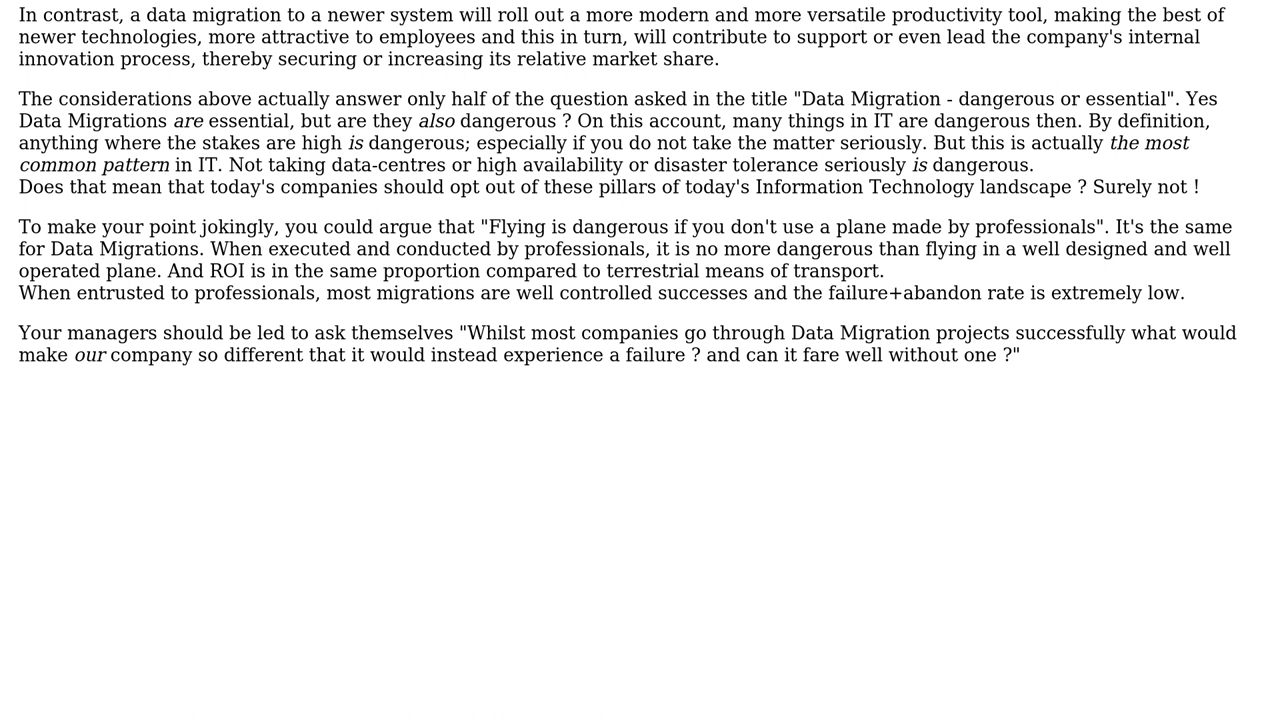 In contrast, a data migration to a newer system will roll out a more modern and more versatile productivity tool, making the best of
newer technologies, more attractive to employees and this in turn, will contribute to support or even lead the company's internal
innovation process, thereby securing or increasing its relative market share.
The considerations above actually answer only half of the question asked in the title "Data Migration - dangerous or essential". Yes
Data Migrations are essential, but are they also dangerous ? On this account, many things in IT are dangerous then. By definition,
anything where the stakes are high is dangerous; especially if you do not take the matter seriously. But this is actually the most
common pattern in IT. Not taking data-centres or high availability or disaster tolerance seriously is dangerous.
Does that mean that today's companies should opt out of these pillars of today's Information Technology landscape ? Surely not !
To make your point jokingly, you could argue that "Flying is dangerous if you don't use a plane made by professionals". It's the same
for Data Migrations. When executed and conducted by professionals, it is no more dangerous than flying in a well designed and well
operated plane. And ROI is in the same proportion compared to terrestrial means of transport.
When entrusted to professionals, most migrations are well controlled successes and the failure+abandon rate is extremely low.
Your managers should be led to ask themselves "Whilst most companies go through Data Migration projects successfully what would
make our company so different that it would instead experience a failure ? and can it fare well without one ?"